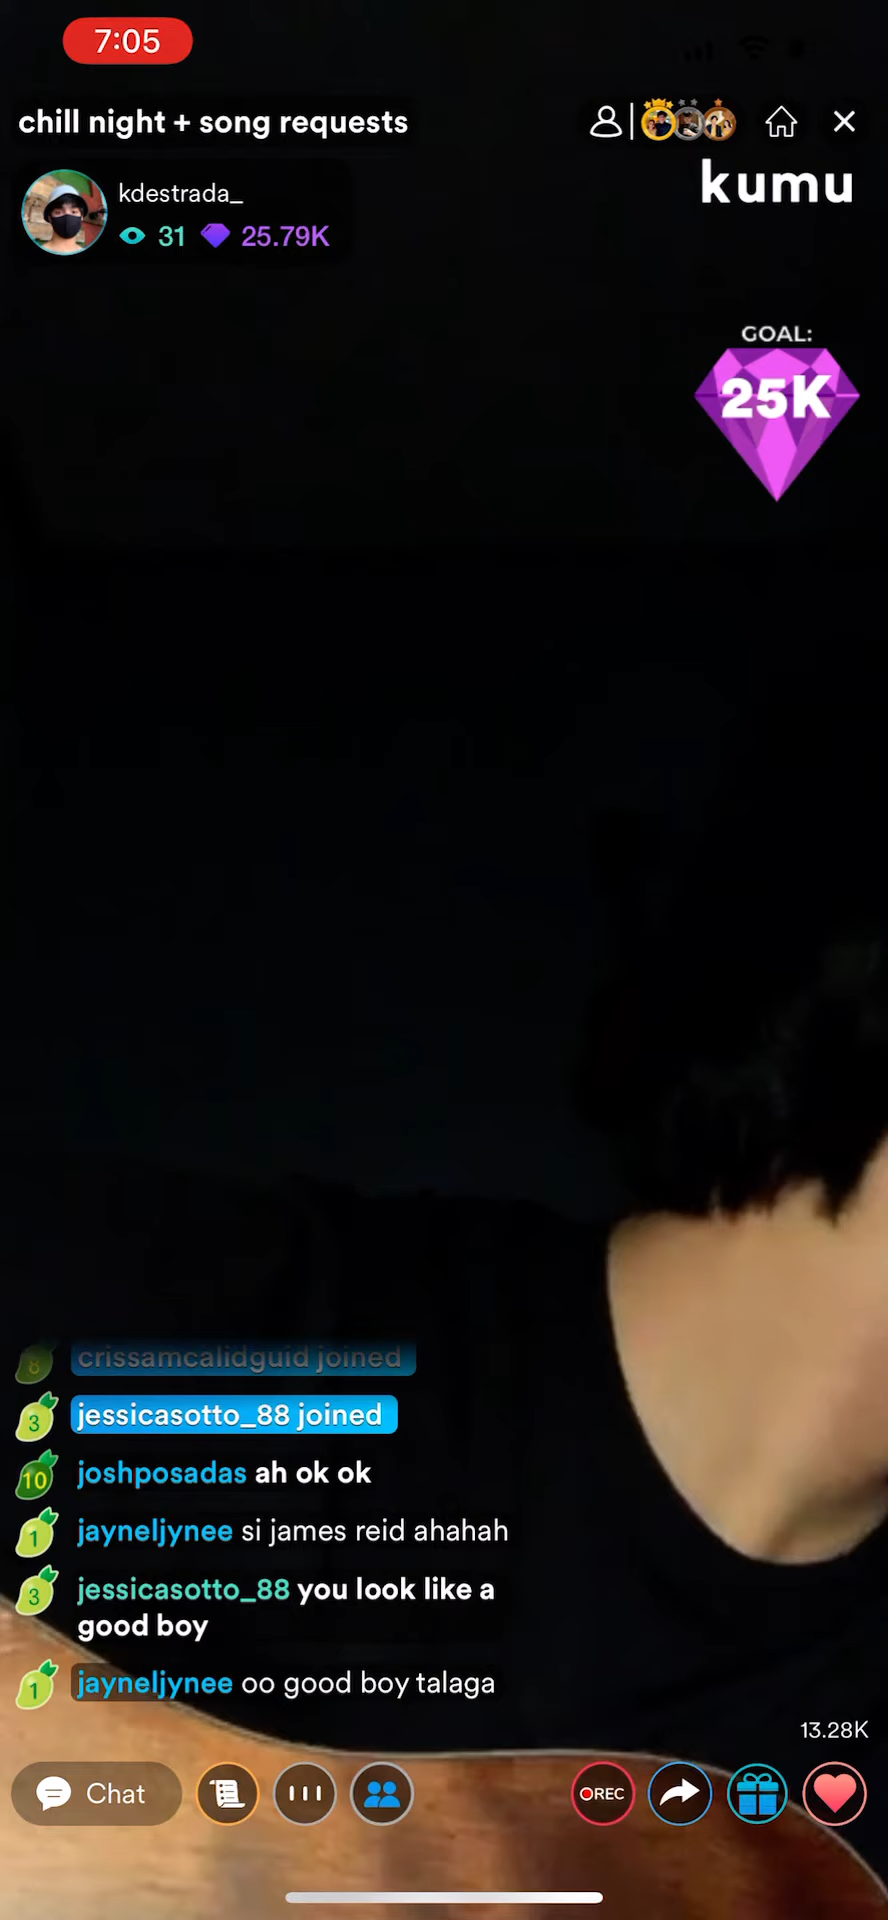 7:05
chill night + song requests
kumu
kdestrada_
31 25.79K
GOAL:
25K
8 crissamcalidguid joined
3 jessicasotto_88 joined
10 joshposadas ah ok ok
1 jayneljynee si james reid ahahah
3 jessicasotto_88 you look like a
good boy
1 jayneljynee oo good boy talaga
13.28K
Chat
REC